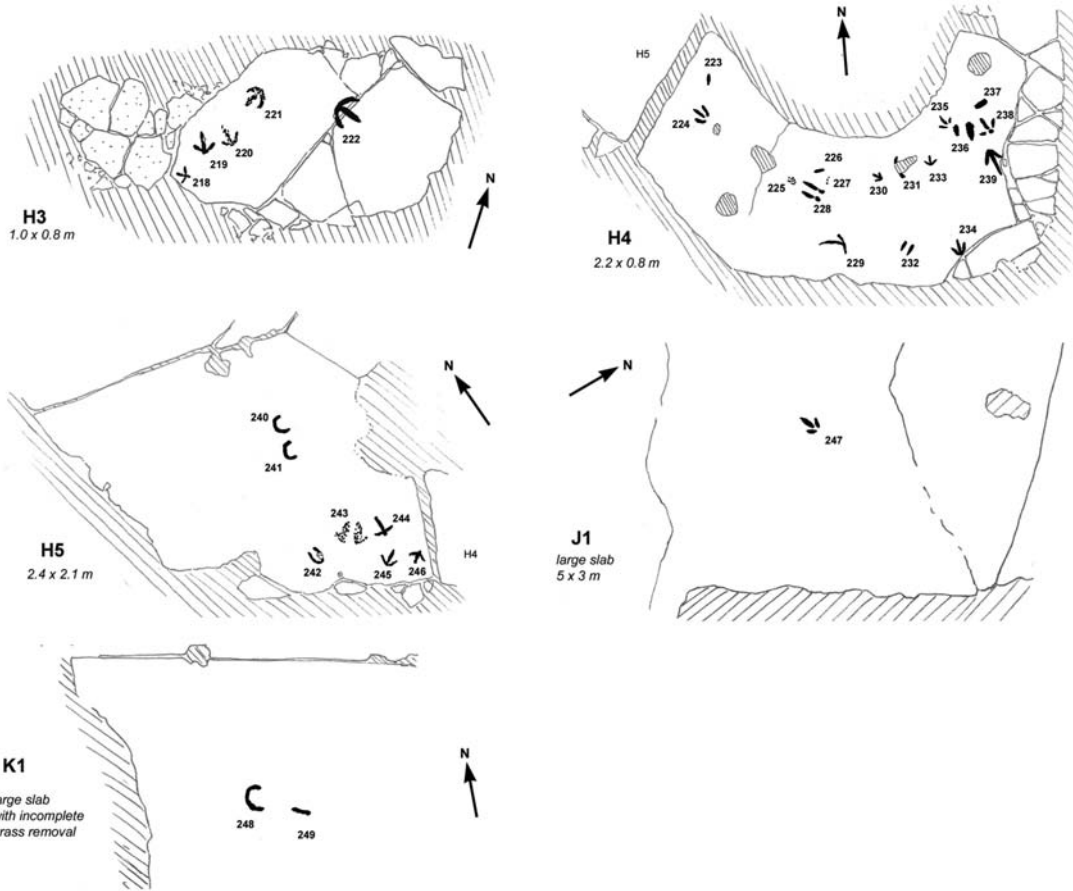 H3
1.0 x 0.8 m
218
219
220
221
222
N
H4
2.2 x 0.8 m
H5
N
223
224
225
226
227
228
229
230
231
232
233
234
235
236
237
238
239
H5
2.4 x 2.1 m
N
240
241
242
243
244
245
246
H4
J1
large slab
5 x 3 m
N
247
K1
arge slab
with incomplete
rass removal
N
248
249